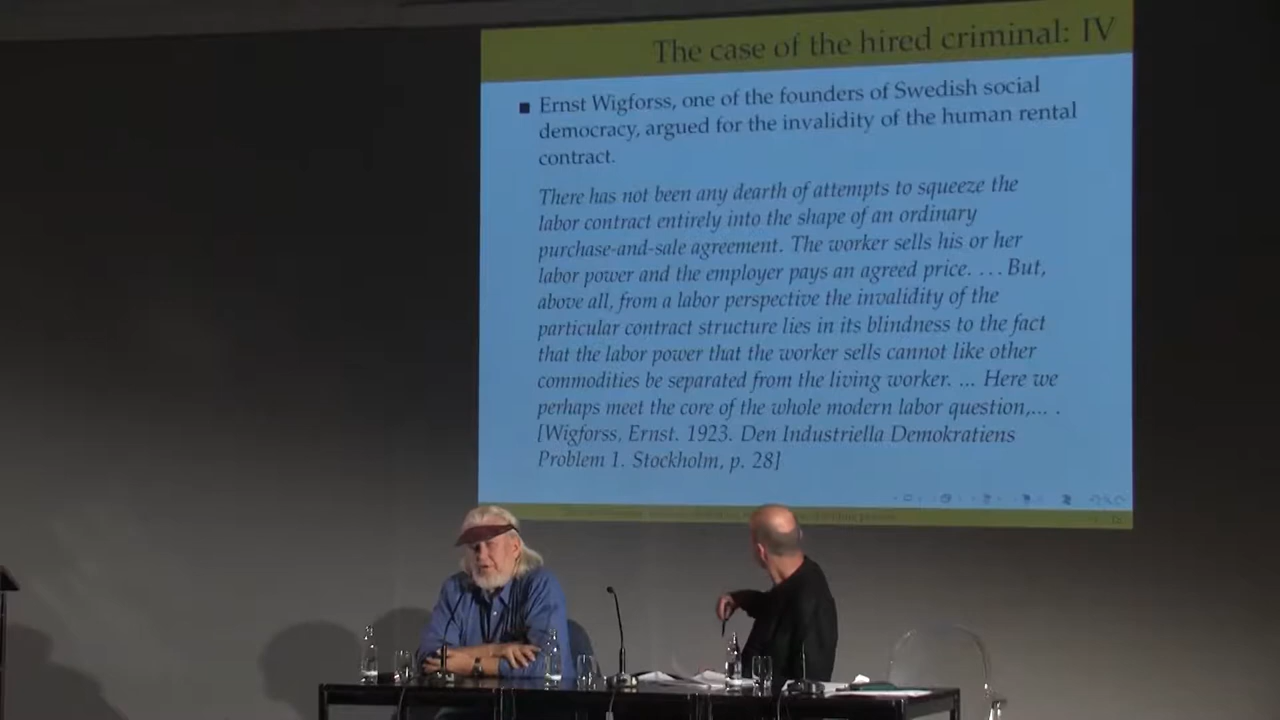 The case of the hired criminal: IV
Ernst Wigforss, one of the founders of Swedish social
democracy, argued for the invalidity of the human rental
contract.
There has not been any dearth of attempts to squeeze the
labor contract entirely into the shape of an ordinary
purchase-and-sale agreement. The worker sells his or her
labor power and the employer pays an agreed price. . . . But,
above all, from a labor perspective the invalidity of the
particular contract structure lies in its blindness to the fact
that the labor power that the worker sells cannot like other
commodities be separated from the living worker. ... Here we
perhaps meet the core of the whole modern labor question,... .
[Wigforss, Ernst. 1923. Den Industriella Demokratiens
Problem 1. Stockholm, p. 28]